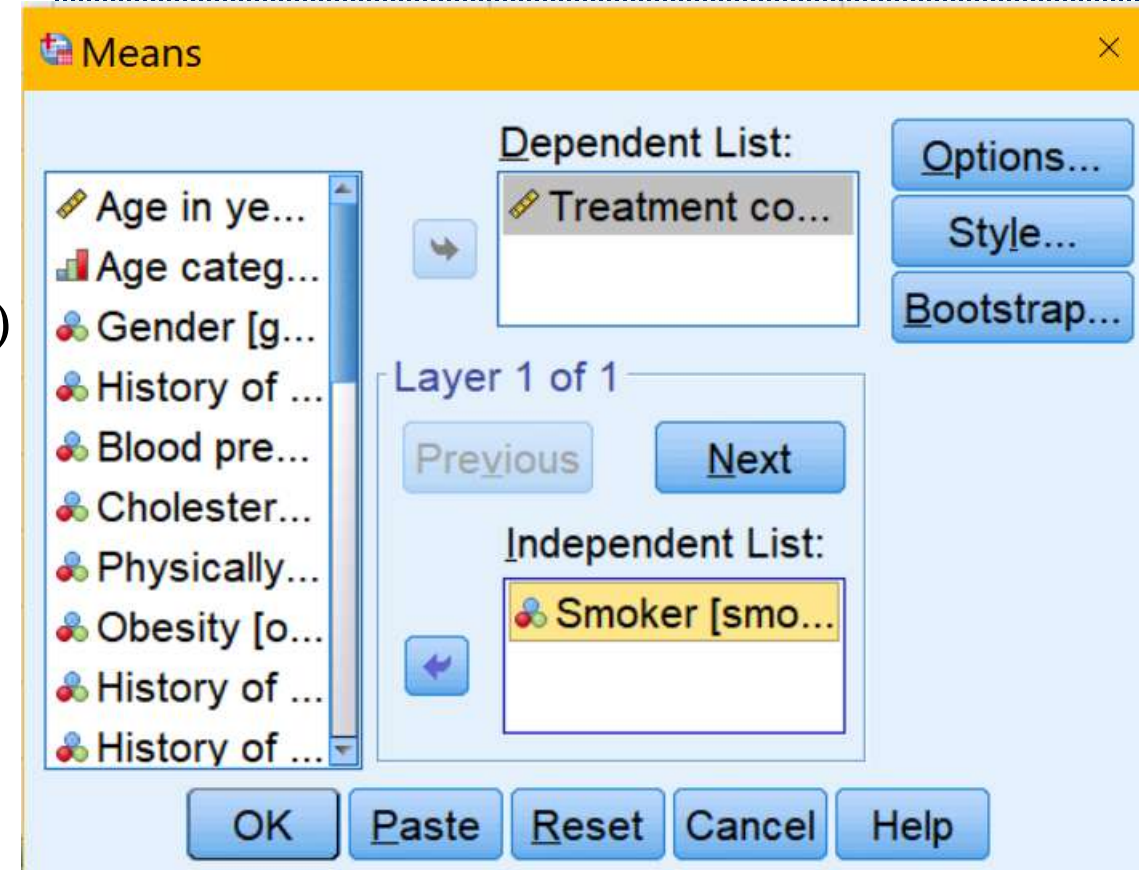 Means
)
Dependent List:
Treatment co...
Options...
Style...
Bootstrap...
Age in ye...
Age categ...
Gender [g...
History of ...
Blood pre...
Cholester...
Physically...
Obesity [o...
History of ...
History of ...
Layer 1 of 1
Previous
Next
Independent List:
Smoker [smo...
OK
Paste
Reset
Cancel
Help